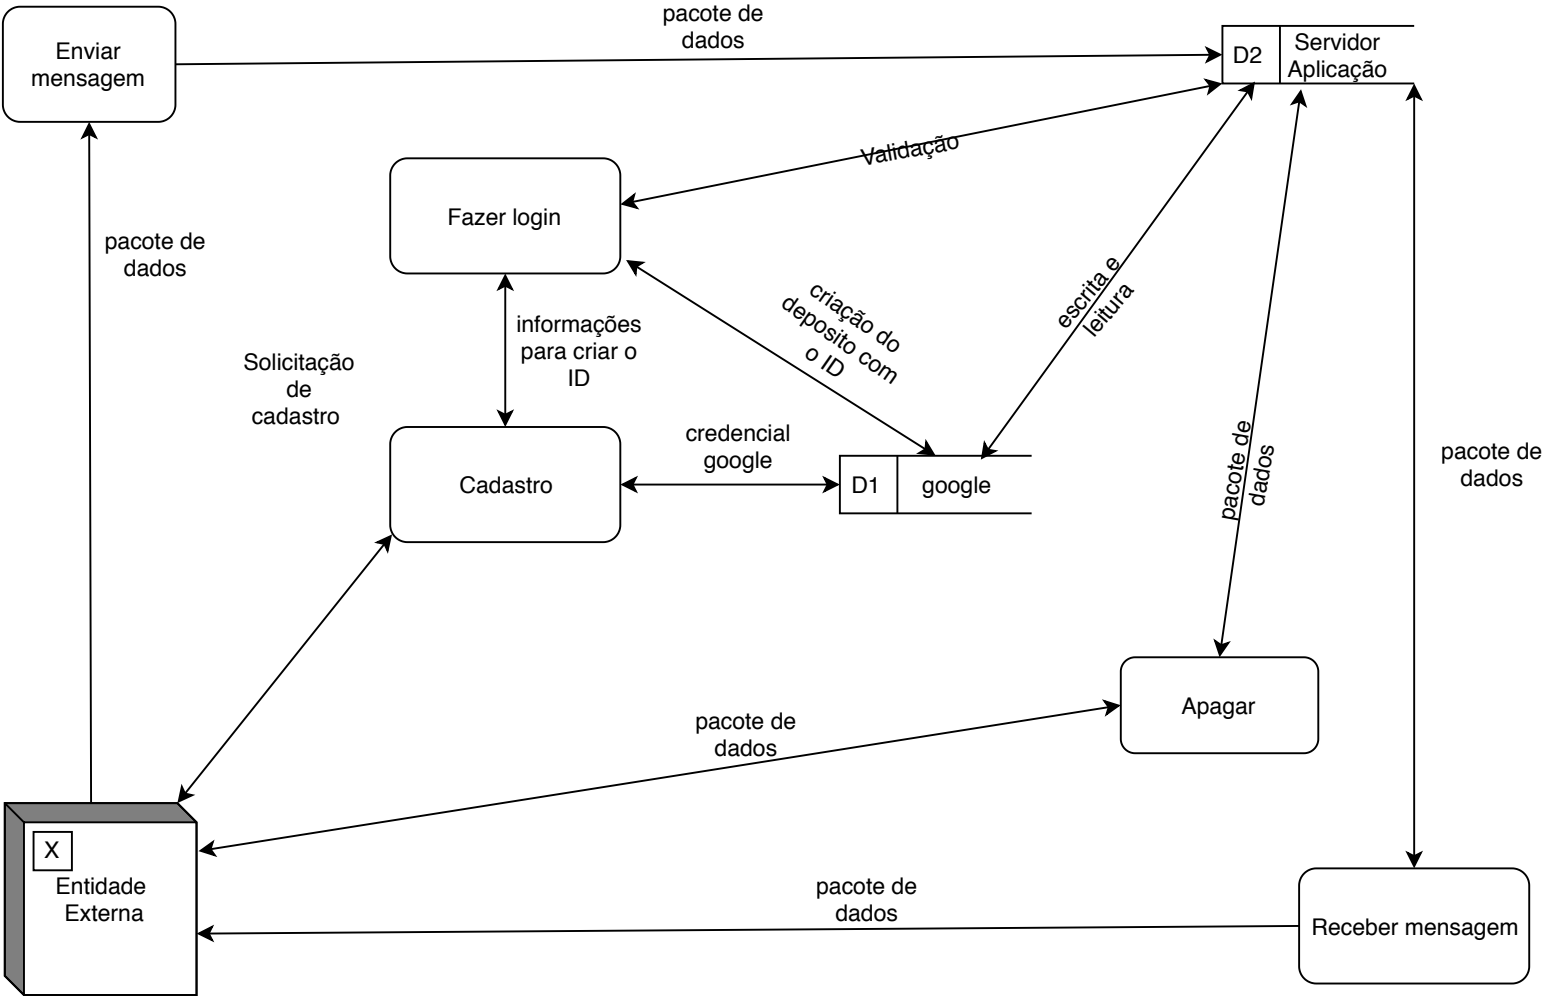 pacote de
dados
Enviar
mensagem
D2
Servidor
Aplicação
Validação
Fazer login
pacote de
dados
criação do
deposito com
o ID
escrita e
leitura
informações
para criar o
ID
Solicitação
de
cadastro
credencial
google
Cadastro
D1
google
pacote de
dados
pacote de
dados
Apagar
pacote de
dados
X
Entidade
Externa
pacote de
dados
Receber mensagem